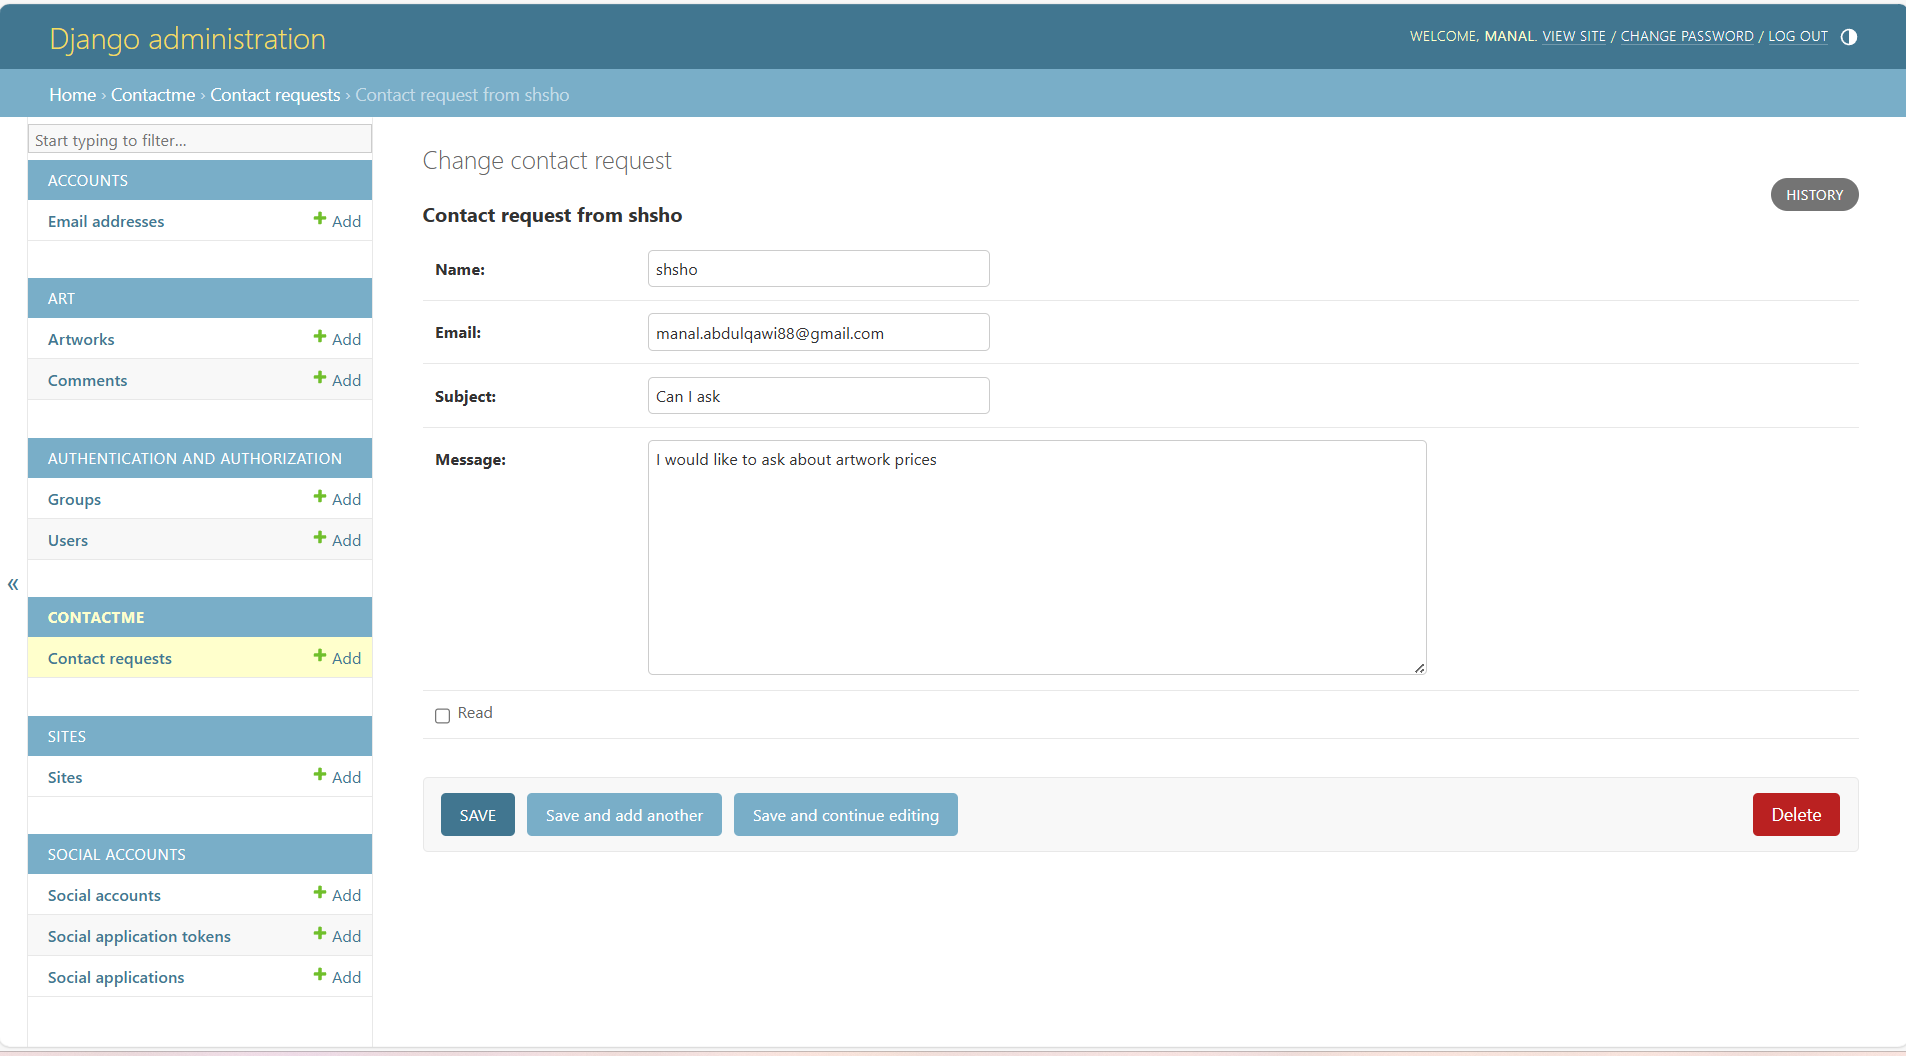 Django administration
WELCOME, MANAL. VIEW SITE / CHANGE PASSWORD / LOG OUT
Home › Contactme › Contact requests › Contact request from shsho
Start typing to filter...
ACCOUNTS
Email addresses
Add
ART
Artworks
Add
Comments
Add
AUTHENTICATION AND AUTHORIZATION
Groups
Add
Users
Add
«
CONTACTME
Contact requests
Add
SITES
Sites
Add
SOCIAL ACCOUNTS
Social accounts
Add
Social application tokens
Add
Social applications
Add
Change contact request
HISTORY
Contact request from shsho
Name:
shsho
Email:
manal.abdulqawi88@gmail.com
Subject:
Can I ask
Message:
I would like to ask about artwork prices
Read
SAVE
Save and add another
Save and continue editing
Delete